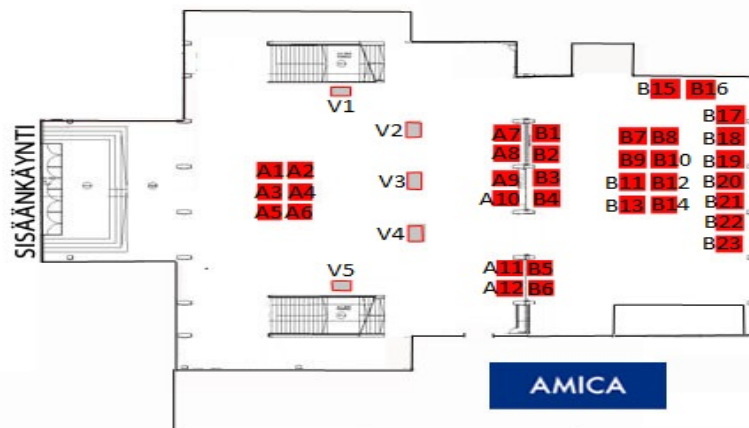 SISÄÄNKÄYNTI
V1
V2
V3
V4
V5
A1 A2
A3 A4
A5 A6
A7 B1
A8 B2
A9 B3
A10 B4
A11 B5
A12 B6
B15 B16
B7 B8
B9 B10
B11 B12
B13 B14
B17
B18
B19
B20
B21
B22
B23
AMICA